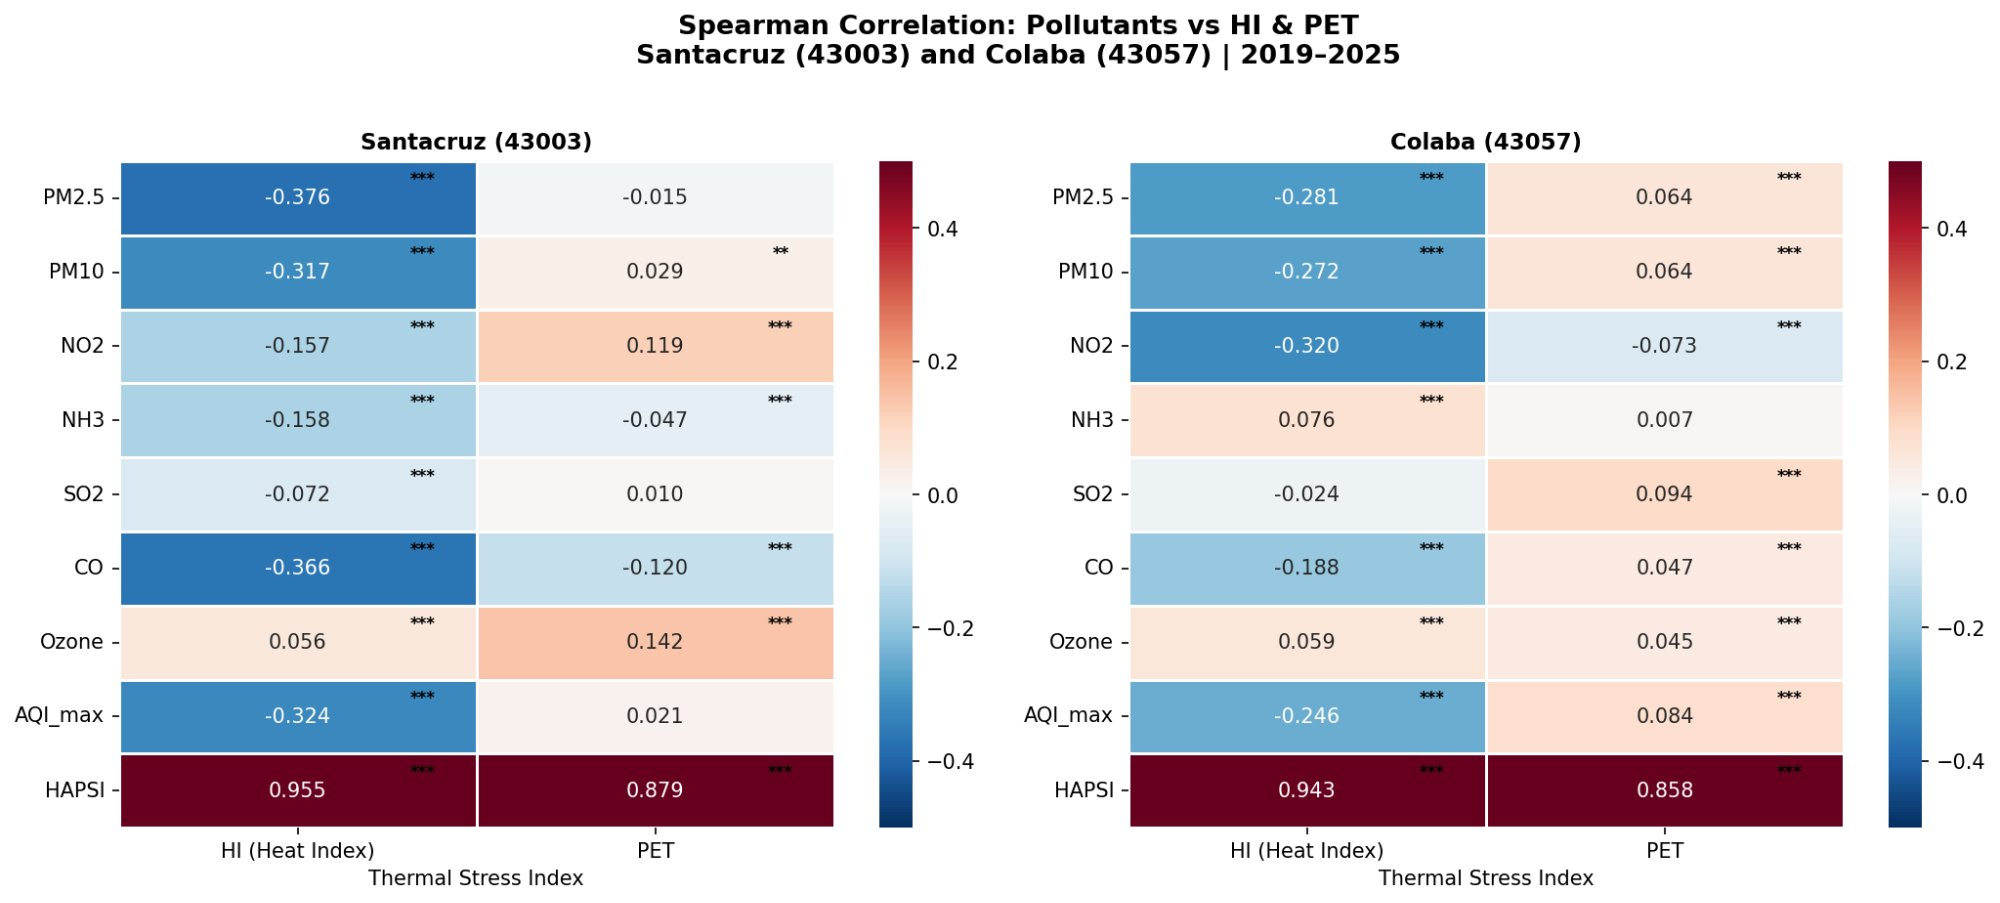 Spearman Correlation: Pollutants vs HI & PET
Santacruz (43003) and Colaba (43057) | 2019–2025
Santacruz (43003)
PM2.5 -0.376 *** -0.015
PM10 -0.317 *** 0.029 **
NO2 -0.157 *** 0.119 ***
NH3 -0.158 *** -0.047 ***
SO2 -0.072 *** 0.010
CO -0.366 *** -0.120 ***
Ozone 0.056 *** 0.142 ***
AQI_max -0.324 *** 0.021
HAPSI 0.955 *** 0.879 ***
HI (Heat Index) PET
Thermal Stress Index
0.4
0.2
0.0
−0.2
−0.4
Colaba (43057)
PM2.5 -0.281 *** 0.064 ***
PM10 -0.272 *** 0.064 ***
NO2 -0.320 *** -0.073 ***
NH3 0.076 *** 0.007
SO2 -0.024 0.094 ***
CO -0.188 *** 0.047 ***
Ozone 0.059 *** 0.045 ***
AQI_max -0.246 *** 0.084 ***
HAPSI 0.943 *** 0.858 ***
HI (Heat Index) PET
Thermal Stress Index
0.4
0.2
0.0
−0.2
−0.4